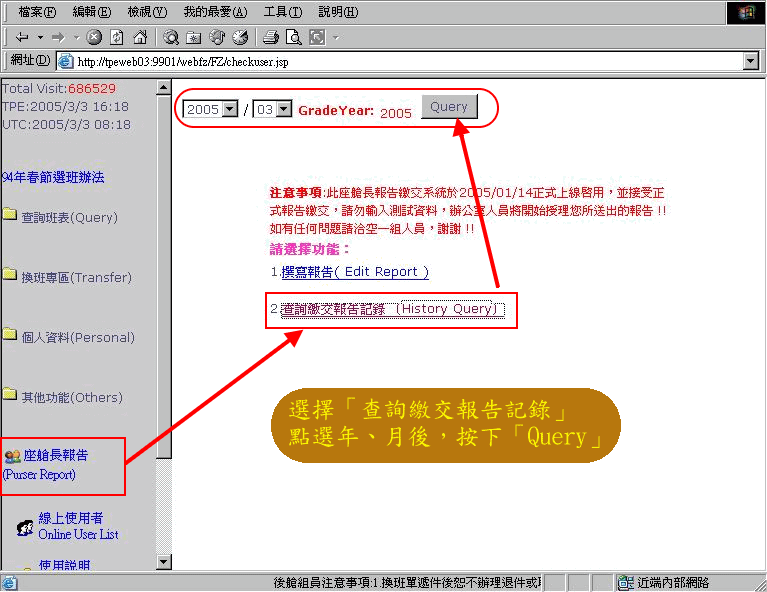 檔案(F) 編輯(E) 檢視(V) 我的最愛(A) 工具(T) 說明(H)
網址(D) http://tpeweb03:9901/webfz/FZ/checkuser.jsp
Total Visit:686529
TPE:2005/3/3 16:18
UTC:2005/3/3 08:18
94年春節選班辦法
查詢班表(Query)
換班專區(Transfer)
個人資料(Personal)
其他功能(Others)
座艙長報告
(Purser Report)
線上使用者
Online User List
使用說明
2005 / 03 GradeYear: 2005 Query
注意事項:此座艙長報告繳交系統於2005/01/14正式上線啓用，並接受正
式報告繳交，請勿輸入測試資料，辦公室人員將開始授理您所送出的報告 !!
如有任何問題請洽空一組人員，謝謝 !!
請選擇功能：
1.撰寫報告( Edit Report )
2.查詢繳交報告記錄 （History Query）
選擇「查詢繳交報告記錄」
點選年、月後，按下「Query」
後艙組員注意事項:1.換班單遞件後恕不辦理退件或
近端內部網路